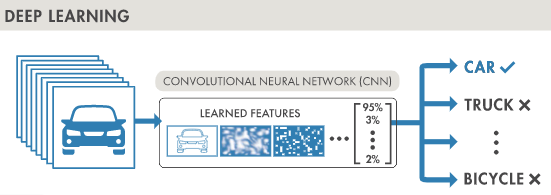 DEEP LEARNING
CONVOLUTIONAL NEURAL NETWORK (CNN)
LEARNED FEATURES
95%
3%
2%
CAR ✓
TRUCK ✕
BICYCLE ✕